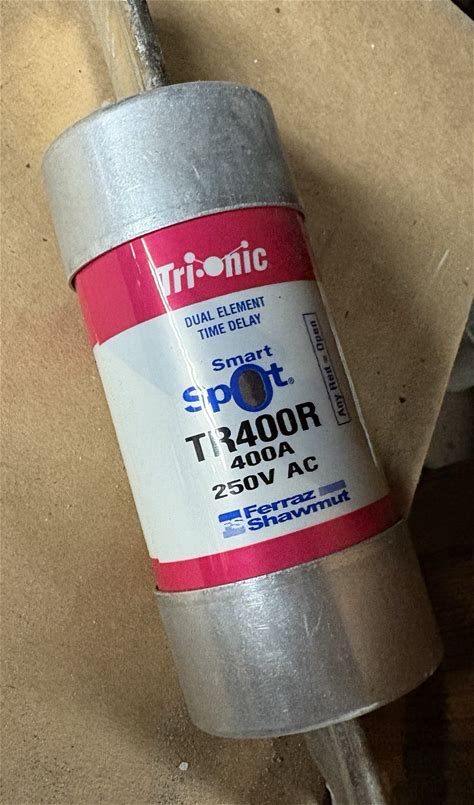 Tri-onic
DUAL ELEMENT
TIME DELAY
Smart
Spot®
TR400R
400A
250V AC
Ferraz
Shawmut
Any Red = Open